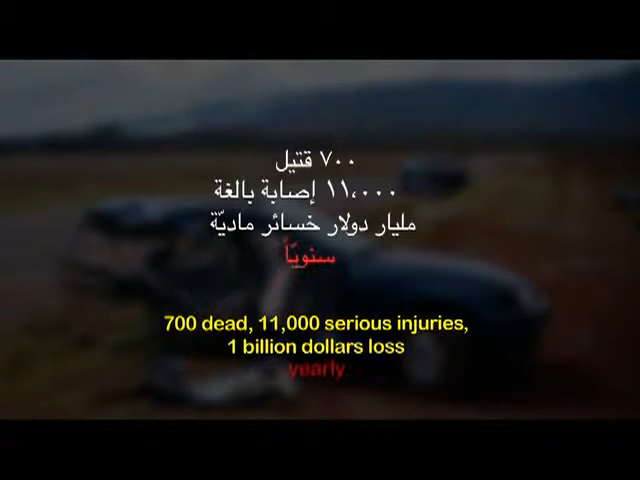 ٧٠٠ قتيل
١١،٠٠٠ إصابة بالغة
مليار دولار خسائر ماديّة
سنويّاً
700 dead, 11,000 serious injuries,
1 billion dollars loss
yearly